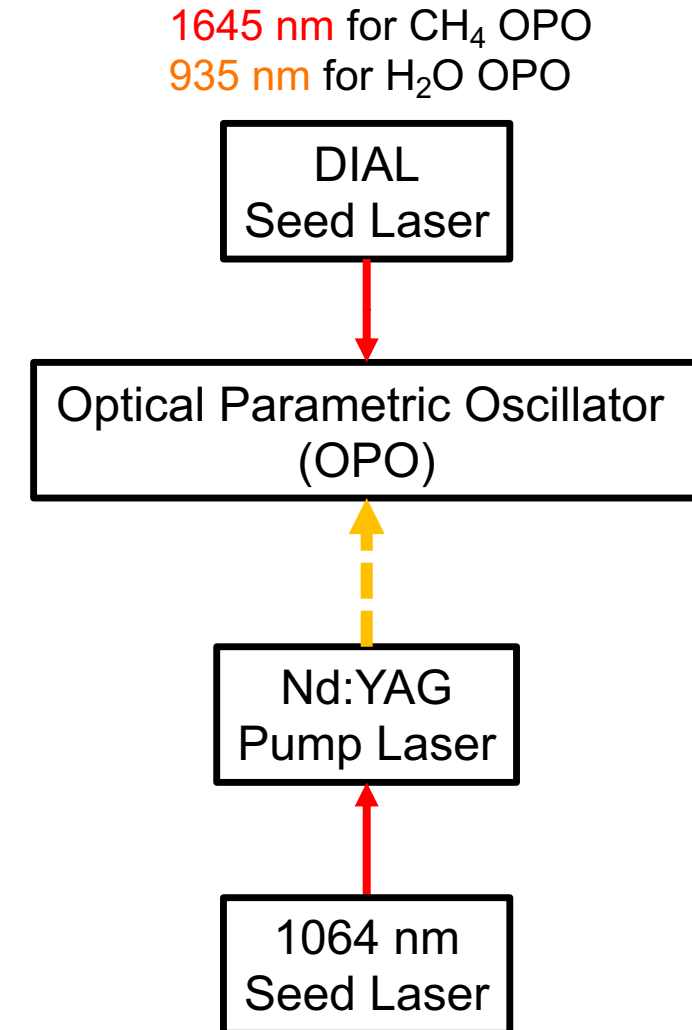 1645 nm for CH₄ OPO
935 nm for H₂O OPO
DIAL
Seed Laser
Optical Parametric Oscillator
(OPO)
Nd:YAG
Pump Laser
1064 nm
Seed Laser